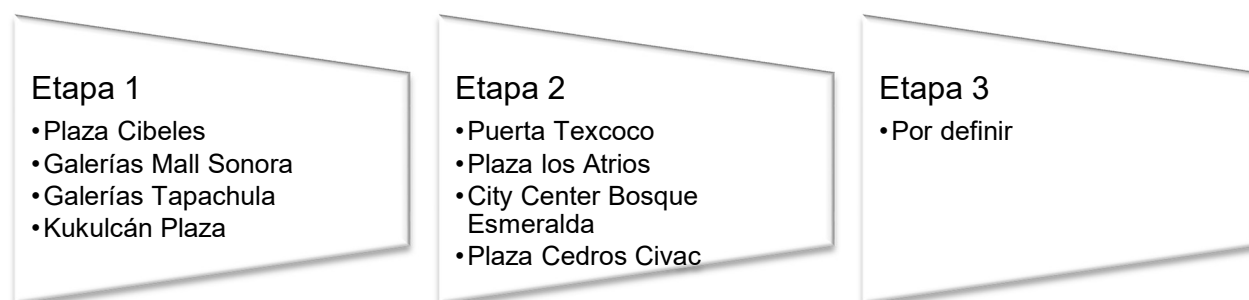 Etapa 1
•Plaza Cibeles
•Galerías Mall Sonora
•Galerías Tapachula
•Kukulcán Plaza
Etapa 2
•Puerta Texcoco
•Plaza los Atrios
•City Center Bosque
Esmeralda
•Plaza Cedros Civac
Etapa 3
•Por definir